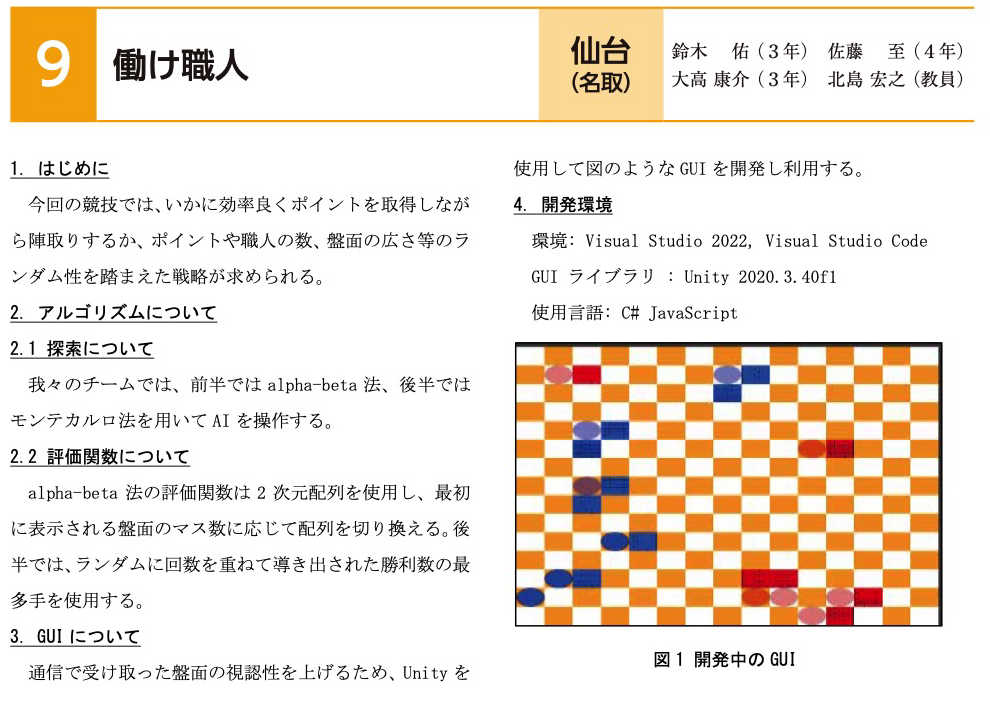 9
働け職人
仙台
(名取)
鈴木　佑（３年）　佐藤　至（４年）
大高 康介（３年）　北島 宏之（教員）
1. はじめに
今回の競技では、いかに効率良くポイントを取得しなが
ら陣取りするか、ポイントや職人の数、盤面の広さ等のラ
ンダム性を踏まえた戦略が求められる。
2. アルゴリズムについて
2.1 探索について
我々のチームでは、前半では alpha-beta 法、後半では
モンテカルロ法を用いて AI を操作する。
2.2 評価関数について
alpha-beta 法の評価関数は 2 次元配列を使用し、最初
に表示される盤面のマス数に応じて配列を切り換える。後
半では、ランダムに回数を重ねて導き出された勝利数の最
多手を使用する。
3. GUI について
通信で受け取った盤面の視認性を上げるため、Unity を
使用して図のような GUI を開発し利用する。
4. 開発環境
環境: Visual Studio 2022, Visual Studio Code
GUI ライブラリ : Unity 2020.3.40f1
使用言語: C# JavaScript
図 1 開発中の GUI